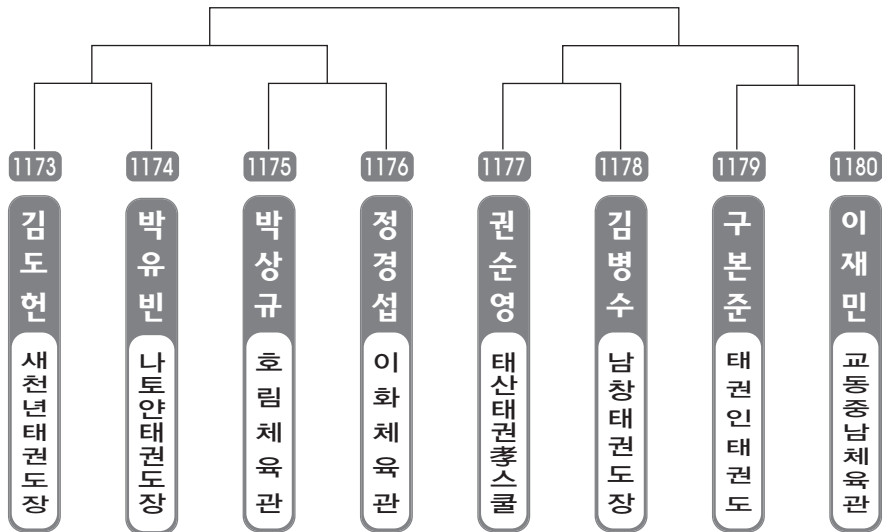 1173
김도헌
새천년태권도장
1174
박유빈
나토얀태권도장
1175
박상규
호림체육관
1176
정경섭
이화체육관
1177
권순영
태산태권孝스쿨
1178
김병수
남창태권도장
1179
구본준
태권인태권도
1180
이재민
교동중남체육관